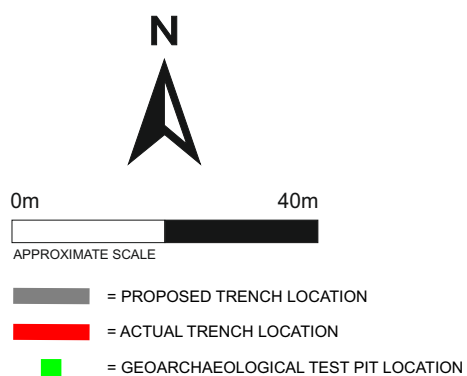 N
0m 40m
APPROXIMATE SCALE
= PROPOSED TRENCH LOCATION
= ACTUAL TRENCH LOCATION
= GEOARCHAEOLOGICAL TEST PIT LOCATION